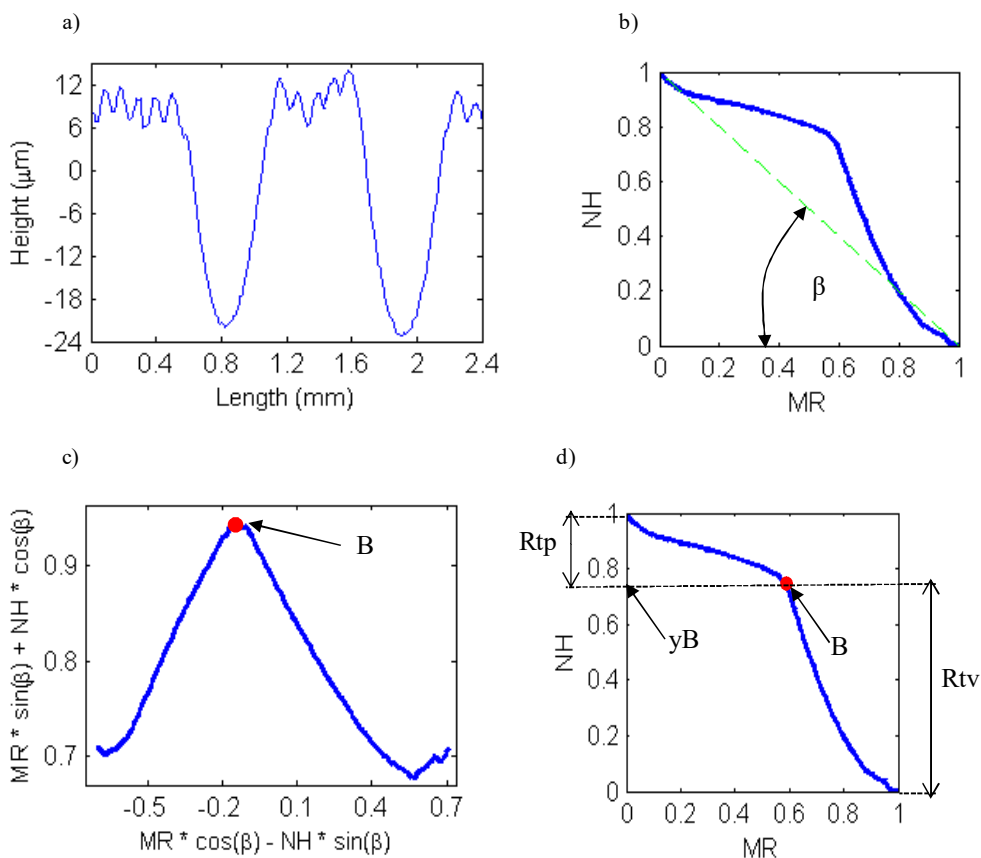 a)
12
6
0
-6
-12
-18
-24
Height (μm)
0 0.4 0.8 1.2 1.6 2 2.4
Length (mm)
b)
1
0.8
0.6
0.4
0.2
0
NH
β
0 0.2 0.4 0.6 0.8 1
MR
c)
0.9
0.8
0.7
MR * sin(β) + NH * cos(β)
B
-0.5 -0.2 0.1 0.4 0.7
MR * cos(β) - NH * sin(β)
d)
1
0.8
0.6
0.4
0.2
0
NH
Rtp
yB
B
Rtv
0 0.2 0.4 0.6 0.8 1
MR